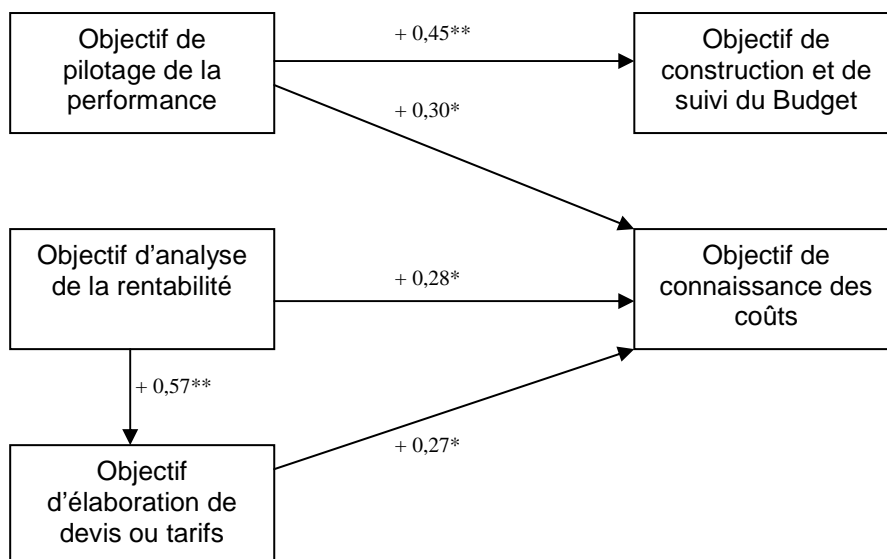 Objectif de
pilotage de la
performance
+ 0,45**
Objectif de
construction et de
suivi du Budget
+ 0,30*
Objectif d'analyse
de la rentabilité
+ 0,28*
Objectif de
connaissance des
coûts
+ 0,57**
Objectif
d'élaboration de
devis ou tarifs
+ 0,27*